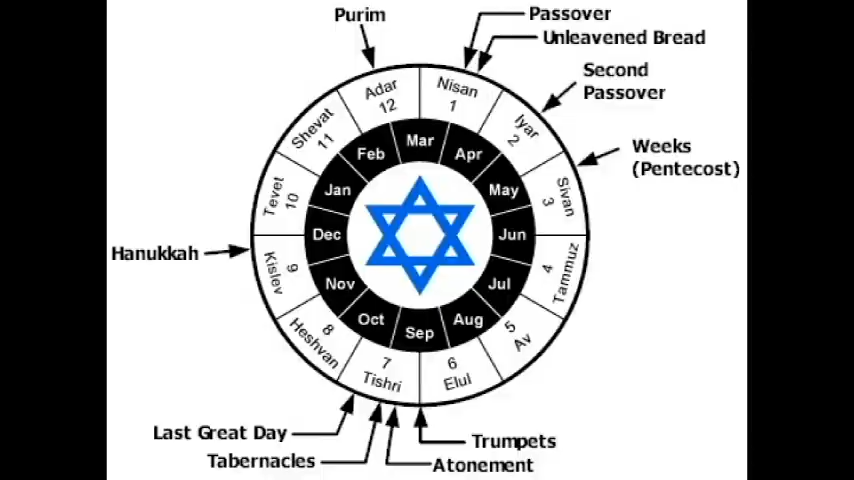 Purim
Passover
Unleavened Bread
Second
Passover
Weeks
(Pentecost)
Hanukkah
Last Great Day
Tabernacles
Trumpets
Atonement
Nisan
1
Iyar
2
Sivan
3
Tammuz
4
Av
5
Elul
6
Tishri
7
Heshvan
8
Kislev
9
Tevet
10
Shevat
11
Adar
12
Mar
Apr
May
Jun
Jul
Aug
Sep
Oct
Nov
Dec
Jan
Feb